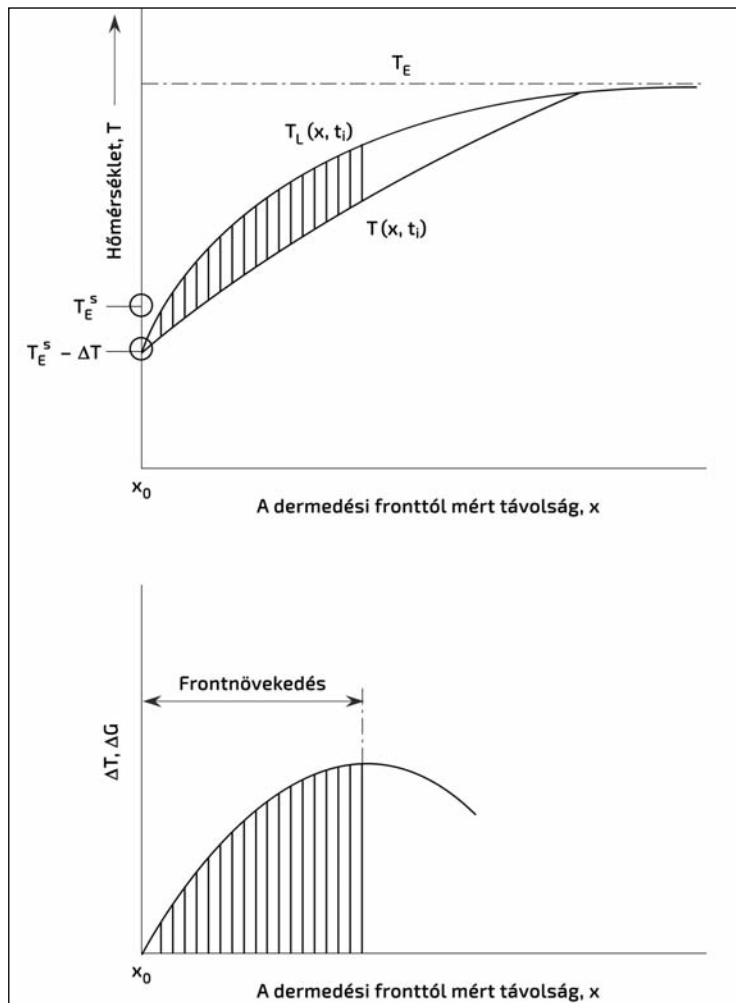 Hőmérséklet, T
T_E
T_L (x, t_i)
T (x, t_i)
T_E^s
T_E^s – ΔT
x_0
A dermedési fronttól mért távolság, x
Frontnövekedés
ΔT, ΔG
x_0
A dermedési fronttól mért távolság, x